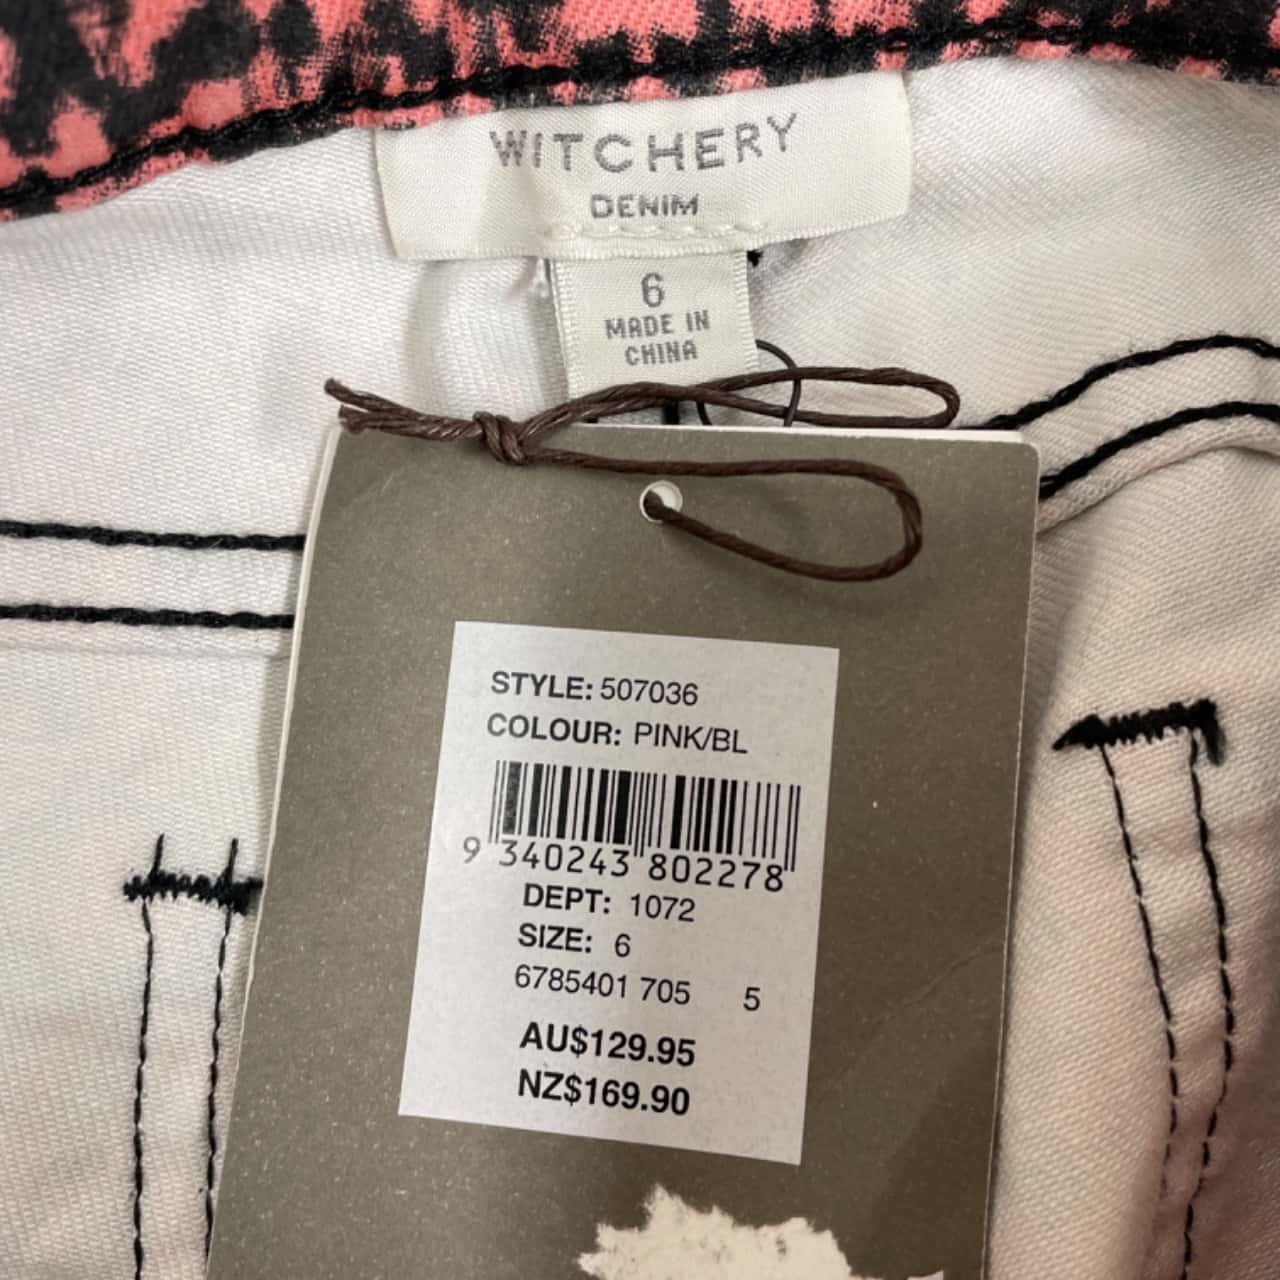 WITCHERY
DENIM
6
MADE IN
CHINA
STYLE: 507036
COLOUR: PINK/BL
9 340243 802278
DEPT: 1072
SIZE: 6
6785401 705 5
AU$129.95
NZ$169.90